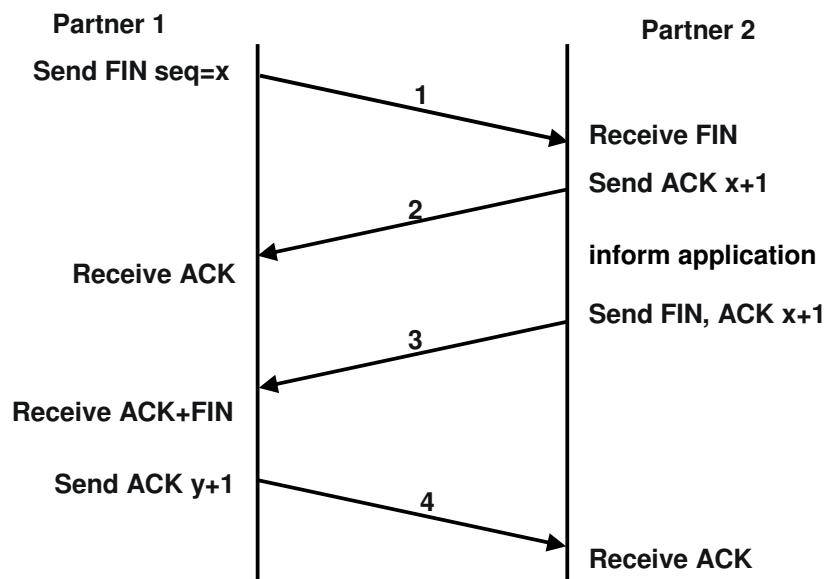 Partner 1
Partner 2
Send FIN seq=x
1
Receive FIN
Send ACK x+1
2
inform application
Receive ACK
Send FIN, ACK x+1
3
Receive ACK+FIN
Send ACK y+1
4
Receive ACK